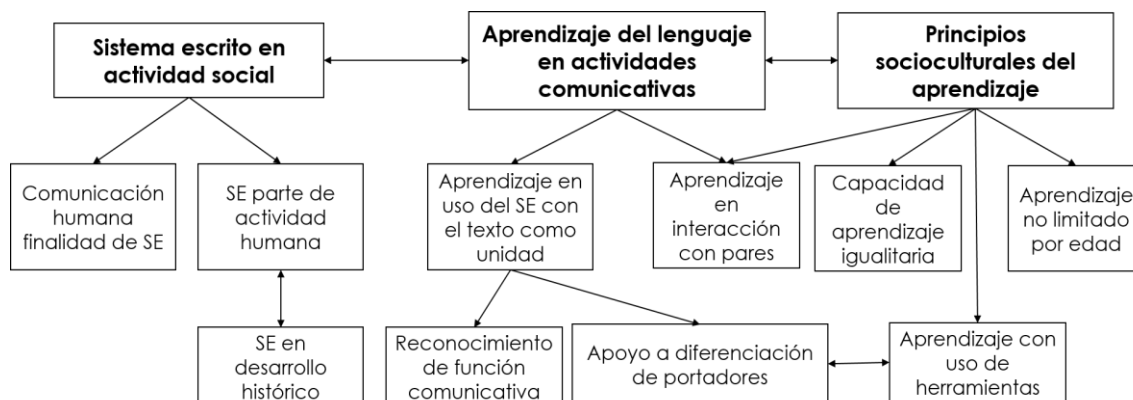 Sistema escrito en
actividad social
Aprendizaje del lenguaje
en actividades
comunicativas
Principios
socioculturales del
aprendizaje
Comunicación
humana
finalidad de SE
SE parte de
actividad
humana
Aprendizaje en
uso del SE con
el texto como
unidad
Aprendizaje
en
interacción
con pares
Capacidad
de
aprendizaje
igualitaria
Aprendizaje
no limitado
por edad
SE en
desarrollo
histórico
Reconocimiento
de función
comunicativa
Apoyo a diferenciación
de portadores
Aprendizaje con
uso de
herramientas